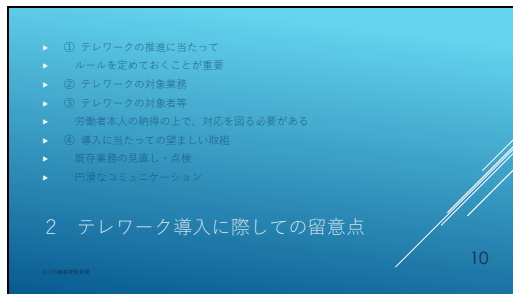 ① テレワークの推進に当たって
ルールを定めておくことが重要
② テレワークの対象業務
③ テレワークの対象者等
労働者本人の納得の上で、対応を図る必要がある
④ 導入に当たっての望ましい取組
既存業務の見直し・点検
円滑なコミュニケーション
2 テレワーク導入に際しての留意点
10